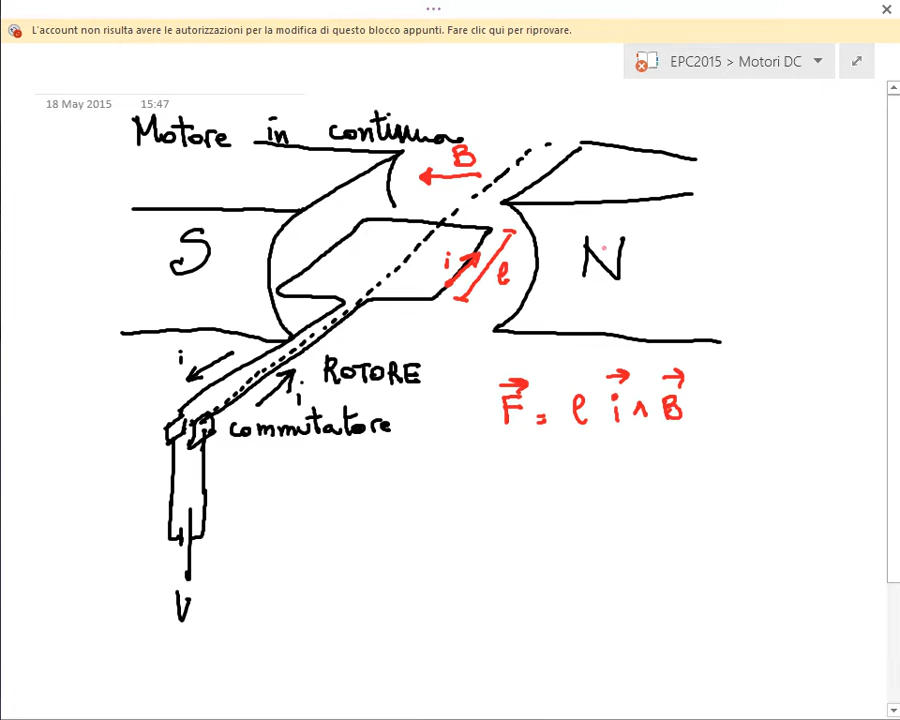 L'account non risulta avere le autorizzazioni per la modifica di questo blocco appunti. Fare clic qui per riprovare.
EPC2015 > Motori DC
18 May 2015 15:47
Motore in continua
B
S
N
i
l
i
ROTORE
i
F = l i ∧ B
commutatore
V